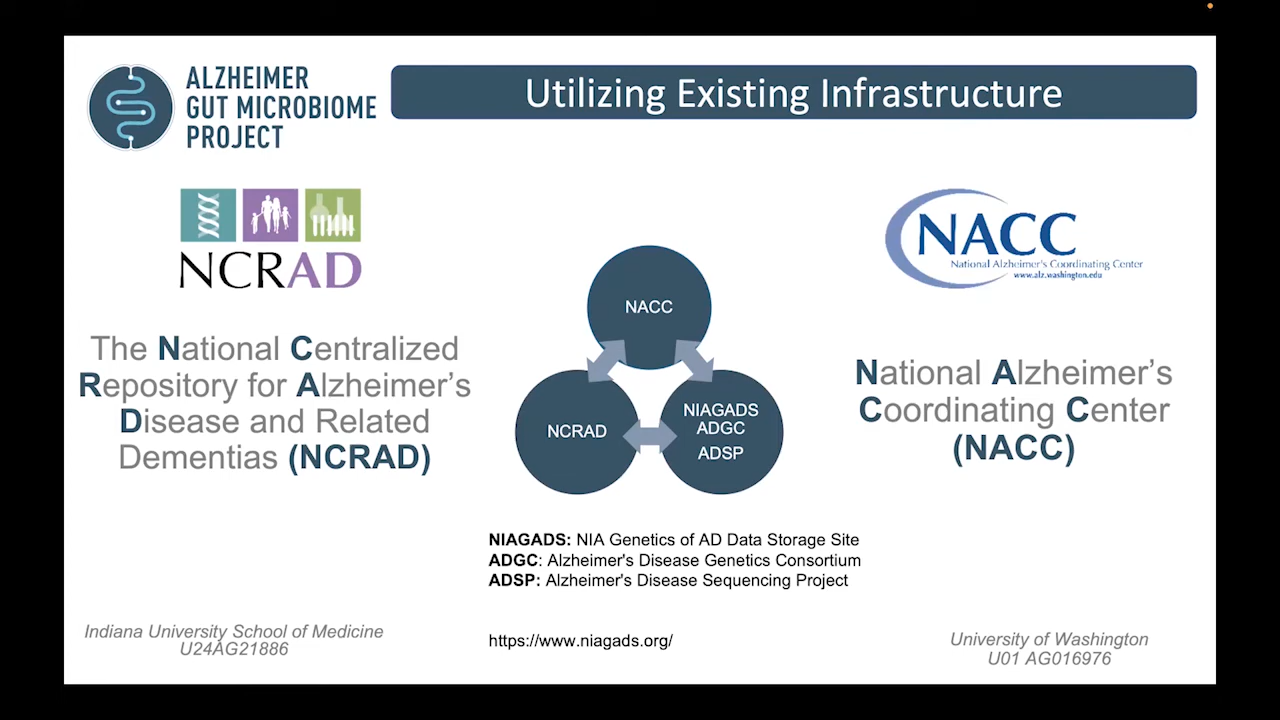 ALZHEIMER
GUT MICROBIOME
PROJECT
Utilizing Existing Infrastructure
NCRAD
The National Centralized
Repository for Alzheimer's
Disease and Related
Dementias (NCRAD)
NACC
NCRAD
NIAGADS
ADGC
ADSP
NACC
National Alzheimer's Coordinating Center
www.alz.washington.edu
National Alzheimer's
Coordinating Center
(NACC)
NIAGADS: NIA Genetics of AD Data Storage Site
ADGC: Alzheimer's Disease Genetics Consortium
ADSP: Alzheimer's Disease Sequencing Project
Indiana University School of Medicine
U24AG21886
https://www.niagads.org/
University of Washington
U01 AG016976